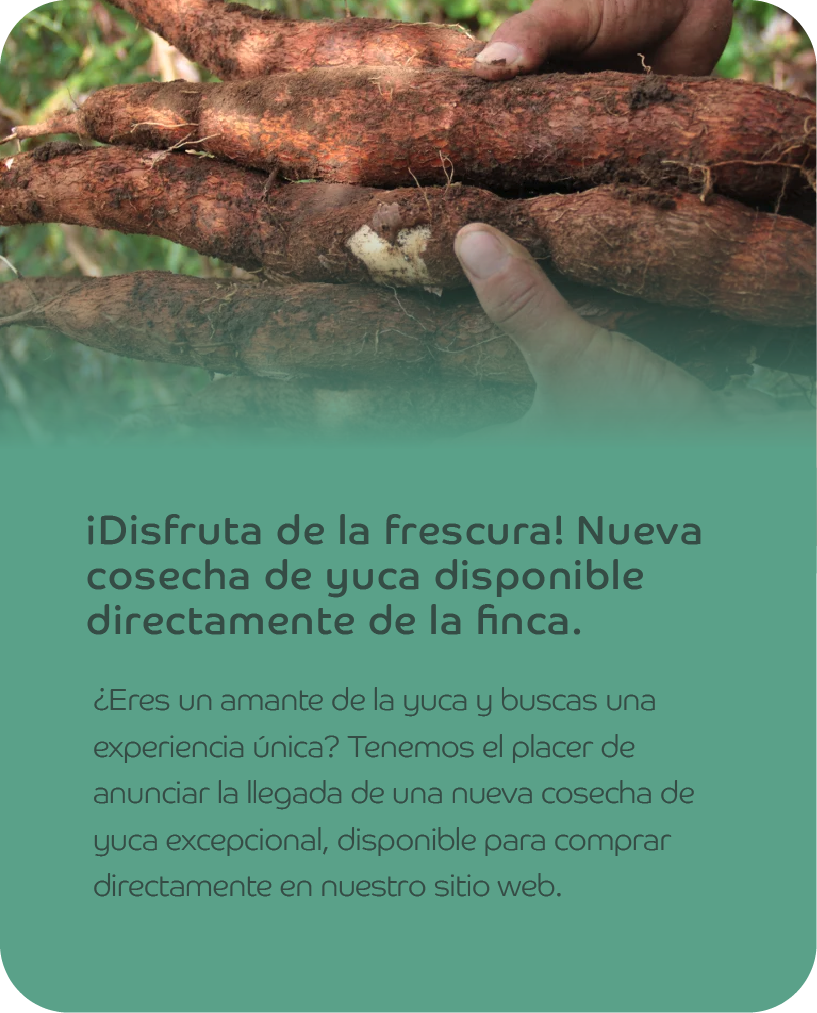 ¡Disfruta de la frescura! Nueva
cosecha de yuca disponible
directamente de la finca.
¿Eres un amante de la yuca y buscas una
experiencia única? Tenemos el placer de
anunciar la llegada de una nueva cosecha de
yuca excepcional, disponible para comprar
directamente en nuestro sitio web.